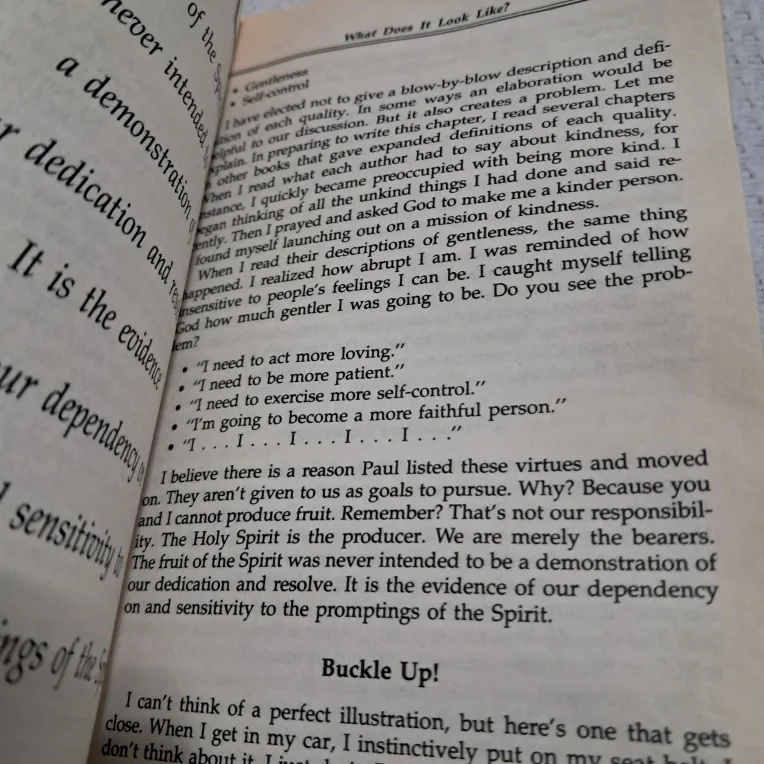 of the
never intended
a demonstration
dedication and
It is the evidence
our dependency
sensitivity
of the
What Does It Look Like?
• Gentleness
• Self-control
I have elected not to give a blow-by-blow description and defi-
of each quality. In some ways an elaboration would be
to our discussion. But it also creates a problem. Let me
In preparing to write this chapter, I read several chapters
other books that gave expanded definitions of each quality.
When I read what each author had to say about kindness, for
I quickly became preoccupied with being more kind. I
thinking of all the unkind things I had done and said re-
Then I prayed and asked God to make me a kinder person.
found myself launching out on a mission of kindness.
When I read their descriptions of gentleness, the same thing
happened. I realized how abrupt I am. I was reminded of how
insensitive to people's feelings I can be. I caught myself telling
God how much gentler I was going to be. Do you see the prob-
lem?
• "I need to act more loving."
• "I need to be more patient."
• "I need to exercise more self-control."
• "I'm going to become a more faithful person."
• "I . . . I . . . I . . . I . . . I . . ."
I believe there is a reason Paul listed these virtues and moved
on. They aren't given to us as goals to pursue. Why? Because you
and I cannot produce fruit. Remember? That's not our responsibil-
ity. The Holy Spirit is the producer. We are merely the bearers.
The fruit of the Spirit was never intended to be a demonstration of
our dedication and resolve. It is the evidence of our dependency
on and sensitivity to the promptings of the Spirit.
Buckle Up!
I can't think of a perfect illustration, but here's one that gets
close. When I get in my car, I instinctively put on my seat belt. I
don't think about it. I just